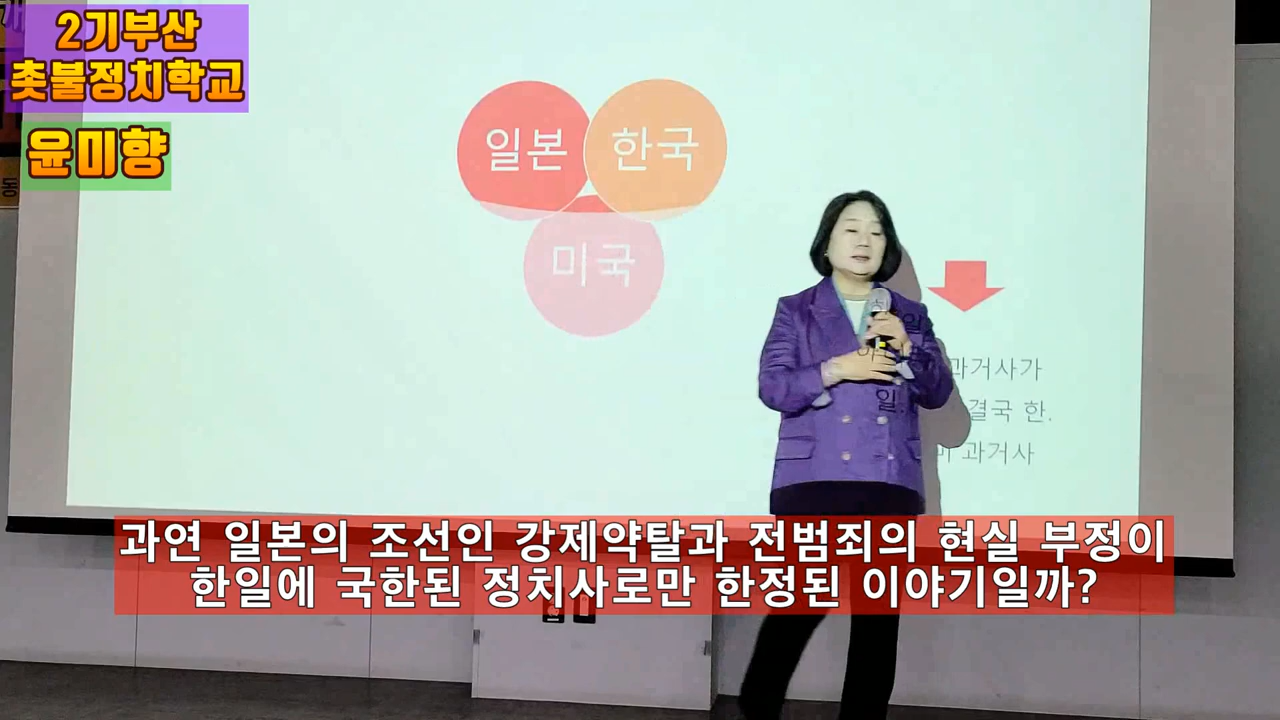 2기부산
촛불정치학교
윤미향
일본
한국
미국
과거사가
일.
결국 한.
미 과거사
과연 일본의 조선인 강제약탈과 전범죄의 현실 부정이
한일에 국한된 정치사로만 한정된 이야기일까?